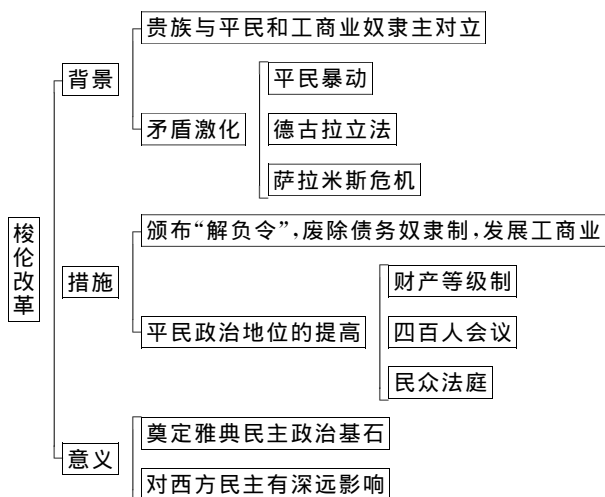 梭伦改革
背景
贵族与平民和工商业奴隶主对立
矛盾激化
平民暴动
德古拉立法
萨拉米斯危机
措施
颁布“解负令”,废除债务奴隶制,发展工商业
平民政治地位的提高
财产等级制
四百人会议
民众法庭
意义
奠定雅典民主政治基石
对西方民主有深远影响